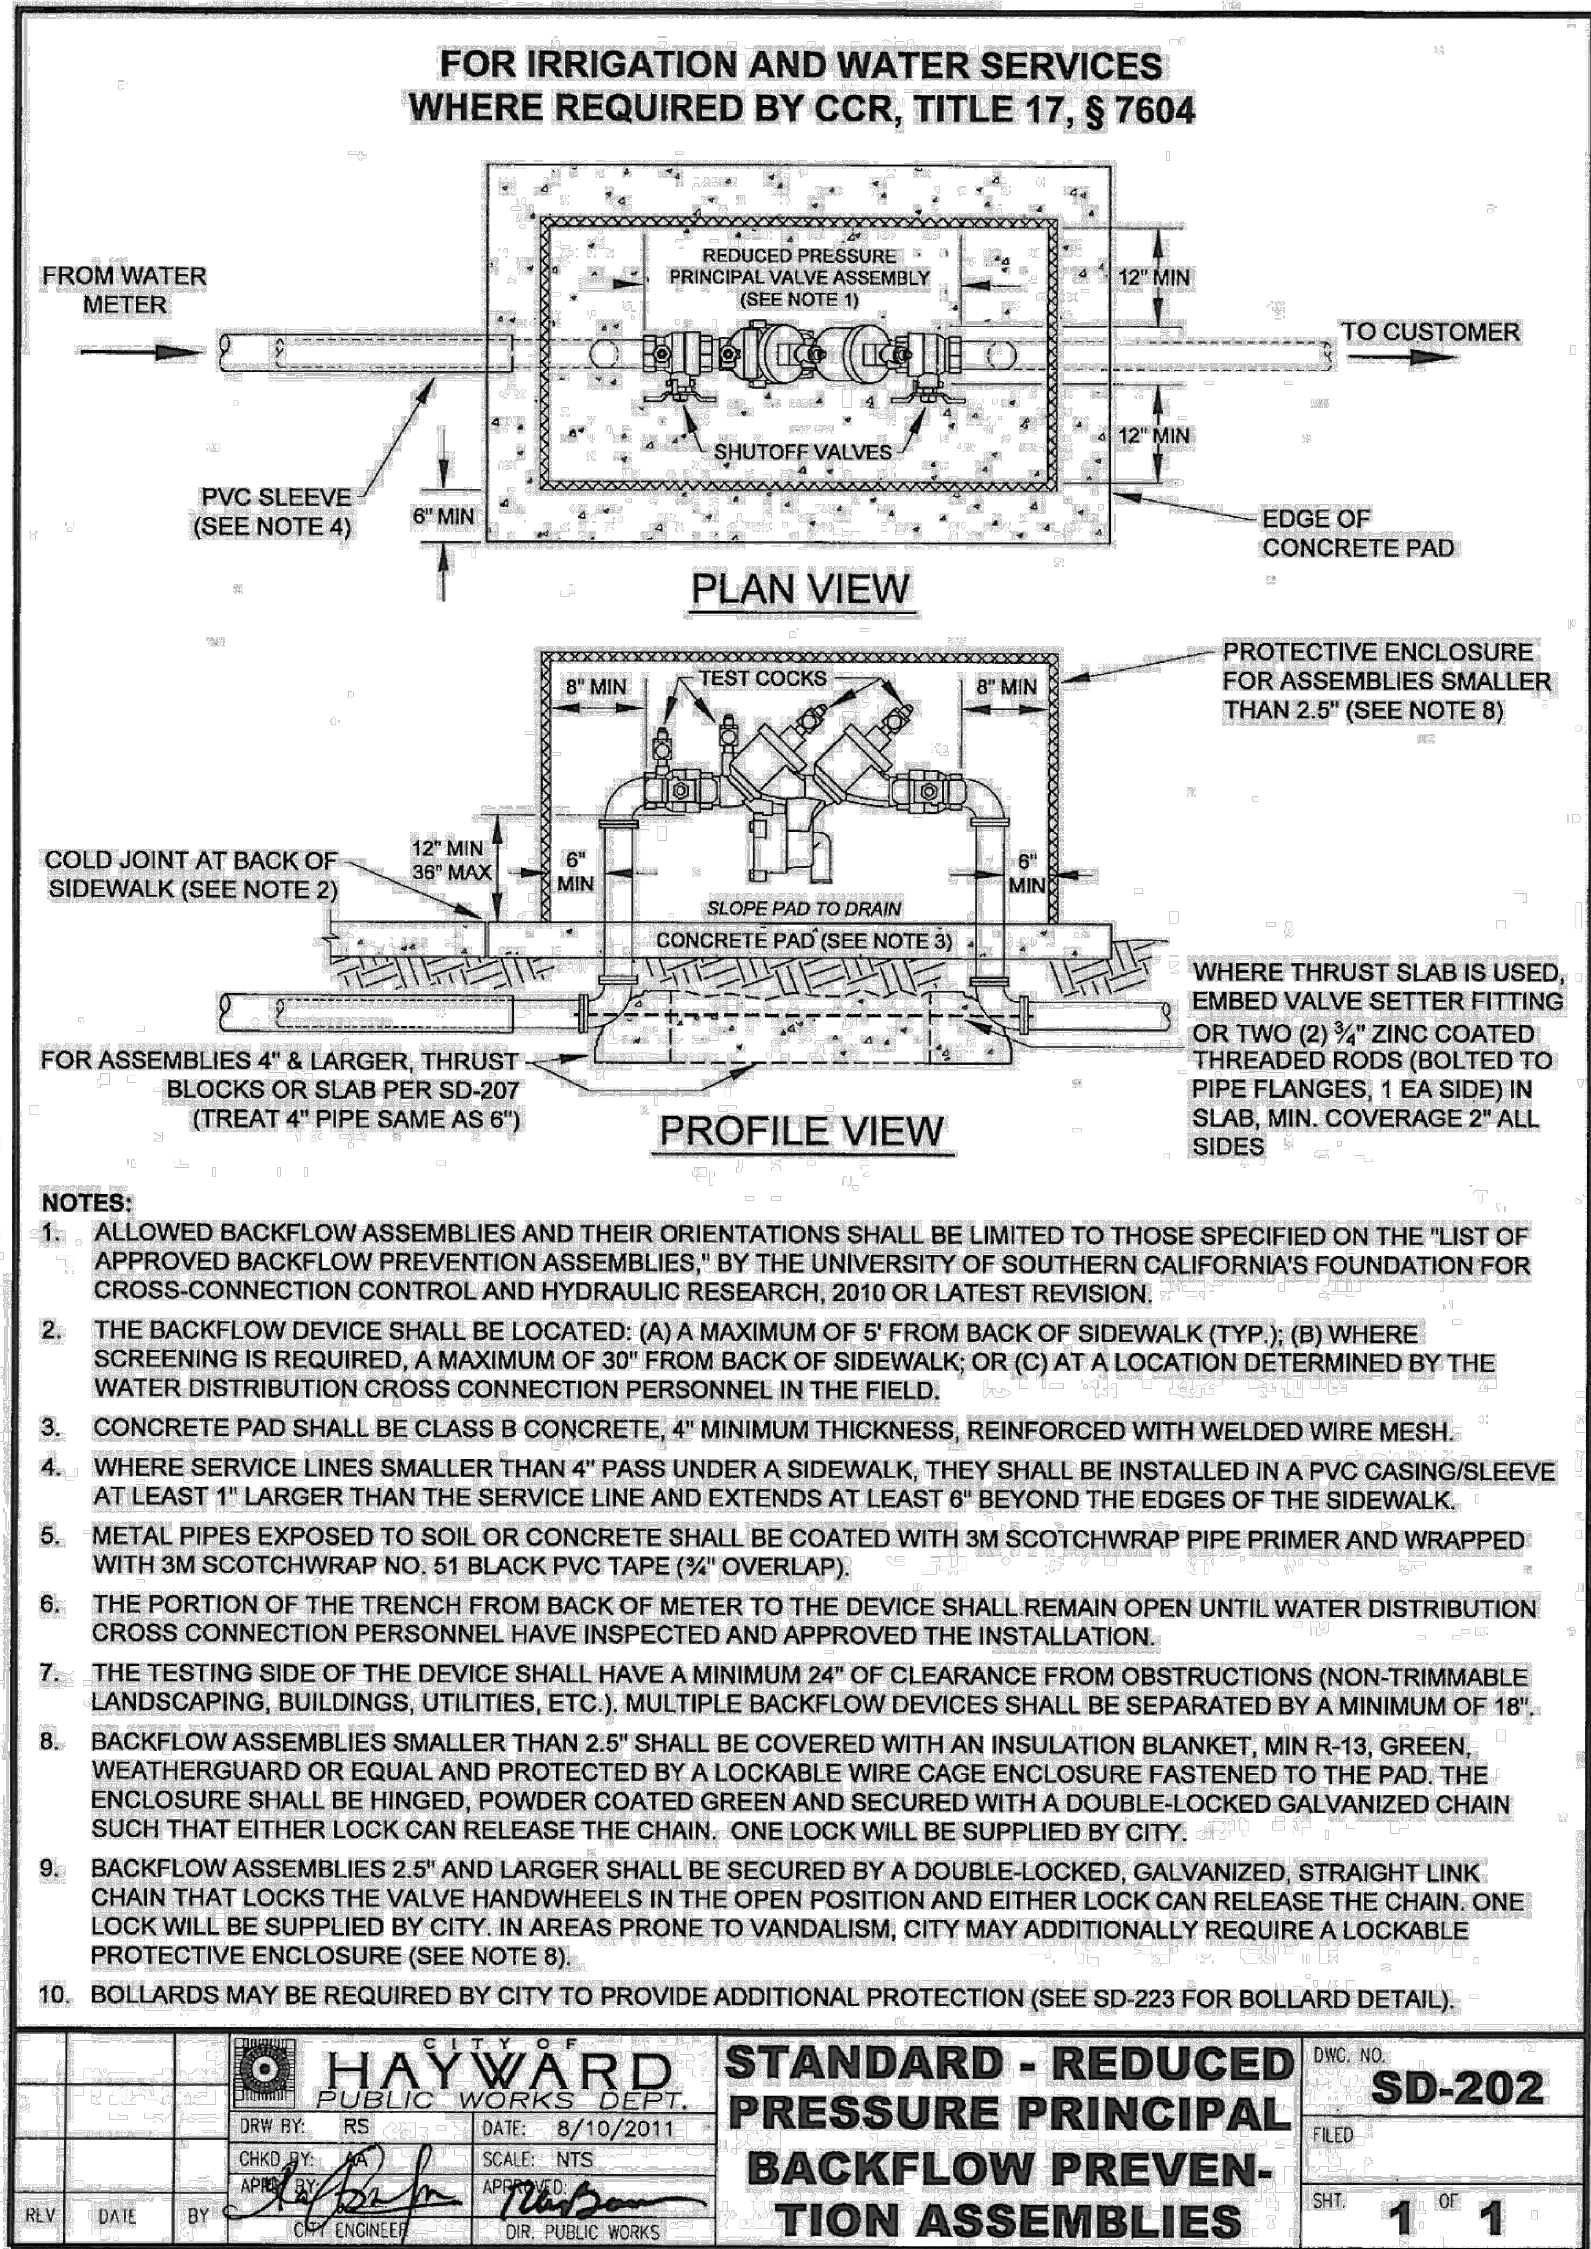 FOR IRRIGATION AND WATER SERVICES
WHERE REQUIRED BY CCR, TITLE 17, § 7604
FROM WATER
METER
REDUCED PRESSURE
PRINCIPAL VALVE ASSEMBLY
(SEE NOTE 1)
12" MIN
TO CUSTOMER
12" MIN
SHUTOFF VALVES
PVC SLEEVE
(SEE NOTE 4)
6" MIN
EDGE OF
CONCRETE PAD
PLAN VIEW
PROTECTIVE ENCLOSURE
FOR ASSEMBLIES SMALLER
THAN 2.5" (SEE NOTE 8)
8" MIN
TEST COCKS
8" MIN
COLD JOINT AT BACK OF
SIDEWALK (SEE NOTE 2)
12" MIN
36" MAX
6"
MIN
6"
MIN
SLOPE PAD TO DRAIN
CONCRETE PAD (SEE NOTE 3)
WHERE THRUST SLAB IS USED,
EMBED VALVE SETTER FITTING
OR TWO (2) ¾" ZINC COATED
THREADED RODS (BOLTED TO
PIPE FLANGES, 1 EA SIDE) IN
SLAB, MIN. COVERAGE 2" ALL
SIDES
FOR ASSEMBLIES 4" & LARGER, THRUST
BLOCKS OR SLAB PER SD-207
(TREAT 4" PIPE SAME AS 6")
PROFILE VIEW
NOTES:
1. ALLOWED BACKFLOW ASSEMBLIES AND THEIR ORIENTATIONS SHALL BE LIMITED TO THOSE SPECIFIED ON THE "LIST OF
APPROVED BACKFLOW PREVENTION ASSEMBLIES," BY THE UNIVERSITY OF SOUTHERN CALIFORNIA'S FOUNDATION FOR
CROSS-CONNECTION CONTROL AND HYDRAULIC RESEARCH, 2010 OR LATEST REVISION.
2. THE BACKFLOW DEVICE SHALL BE LOCATED: (A) A MAXIMUM OF 5' FROM BACK OF SIDEWALK (TYP.); (B) WHERE
SCREENING IS REQUIRED, A MAXIMUM OF 30" FROM BACK OF SIDEWALK; OR (C) AT A LOCATION DETERMINED BY THE
WATER DISTRIBUTION CROSS CONNECTION PERSONNEL IN THE FIELD.
3. CONCRETE PAD SHALL BE CLASS B CONCRETE, 4" MINIMUM THICKNESS, REINFORCED WITH WELDED WIRE MESH.
4. WHERE SERVICE LINES SMALLER THAN 4" PASS UNDER A SIDEWALK, THEY SHALL BE INSTALLED IN A PVC CASING/SLEEVE
AT LEAST 1" LARGER THAN THE SERVICE LINE AND EXTENDS AT LEAST 6" BEYOND THE EDGES OF THE SIDEWALK.
5. METAL PIPES EXPOSED TO SOIL OR CONCRETE SHALL BE COATED WITH 3M SCOTCHWRAP PIPE PRIMER AND WRAPPED
WITH 3M SCOTCHWRAP NO. 51 BLACK PVC TAPE (¾" OVERLAP).
6. THE PORTION OF THE TRENCH FROM BACK OF METER TO THE DEVICE SHALL REMAIN OPEN UNTIL WATER DISTRIBUTION
CROSS CONNECTION PERSONNEL HAVE INSPECTED AND APPROVED THE INSTALLATION.
7. THE TESTING SIDE OF THE DEVICE SHALL HAVE A MINIMUM 24" OF CLEARANCE FROM OBSTRUCTIONS (NON-TRIMMABLE
LANDSCAPING, BUILDINGS, UTILITIES, ETC.). MULTIPLE BACKFLOW DEVICES SHALL BE SEPARATED BY A MINIMUM OF 18".
8. BACKFLOW ASSEMBLIES SMALLER THAN 2.5" SHALL BE COVERED WITH AN INSULATION BLANKET, MIN R-13, GREEN,
WEATHERGUARD OR EQUAL AND PROTECTED BY A LOCKABLE WIRE CAGE ENCLOSURE FASTENED TO THE PAD. THE
ENCLOSURE SHALL BE HINGED, POWDER COATED GREEN AND SECURED WITH A DOUBLE-LOCKED GALVANIZED CHAIN
SUCH THAT EITHER LOCK CAN RELEASE THE CHAIN. ONE LOCK WILL BE SUPPLIED BY CITY.
9. BACKFLOW ASSEMBLIES 2.5" AND LARGER SHALL BE SECURED BY A DOUBLE-LOCKED, GALVANIZED, STRAIGHT LINK
CHAIN THAT LOCKS THE VALVE HANDWHEELS IN THE OPEN POSITION AND EITHER LOCK CAN RELEASE THE CHAIN. ONE
LOCK WILL BE SUPPLIED BY CITY. IN AREAS PRONE TO VANDALISM, CITY MAY ADDITIONALLY REQUIRE A LOCKABLE
PROTECTIVE ENCLOSURE (SEE NOTE 8).
10. BOLLARDS MAY BE REQUIRED BY CITY TO PROVIDE ADDITIONAL PROTECTION (SEE SD-223 FOR BOLLARD DETAIL).
REV DATE BY
CITY OF
HAYWARD
PUBLIC WORKS DEPT.
DRW BY: RS
DATE: 8/10/2011
CHKD BY: AA
SCALE: NTS
APPR BY:
CITY ENGINEER
APPROVED:
DIR. PUBLIC WORKS
STANDARD - REDUCED
PRESSURE PRINCIPAL
BACKFLOW PREVEN-
TION ASSEMBLIES
DWG. NO.
SD-202
FILED
SHT. 1 OF 1